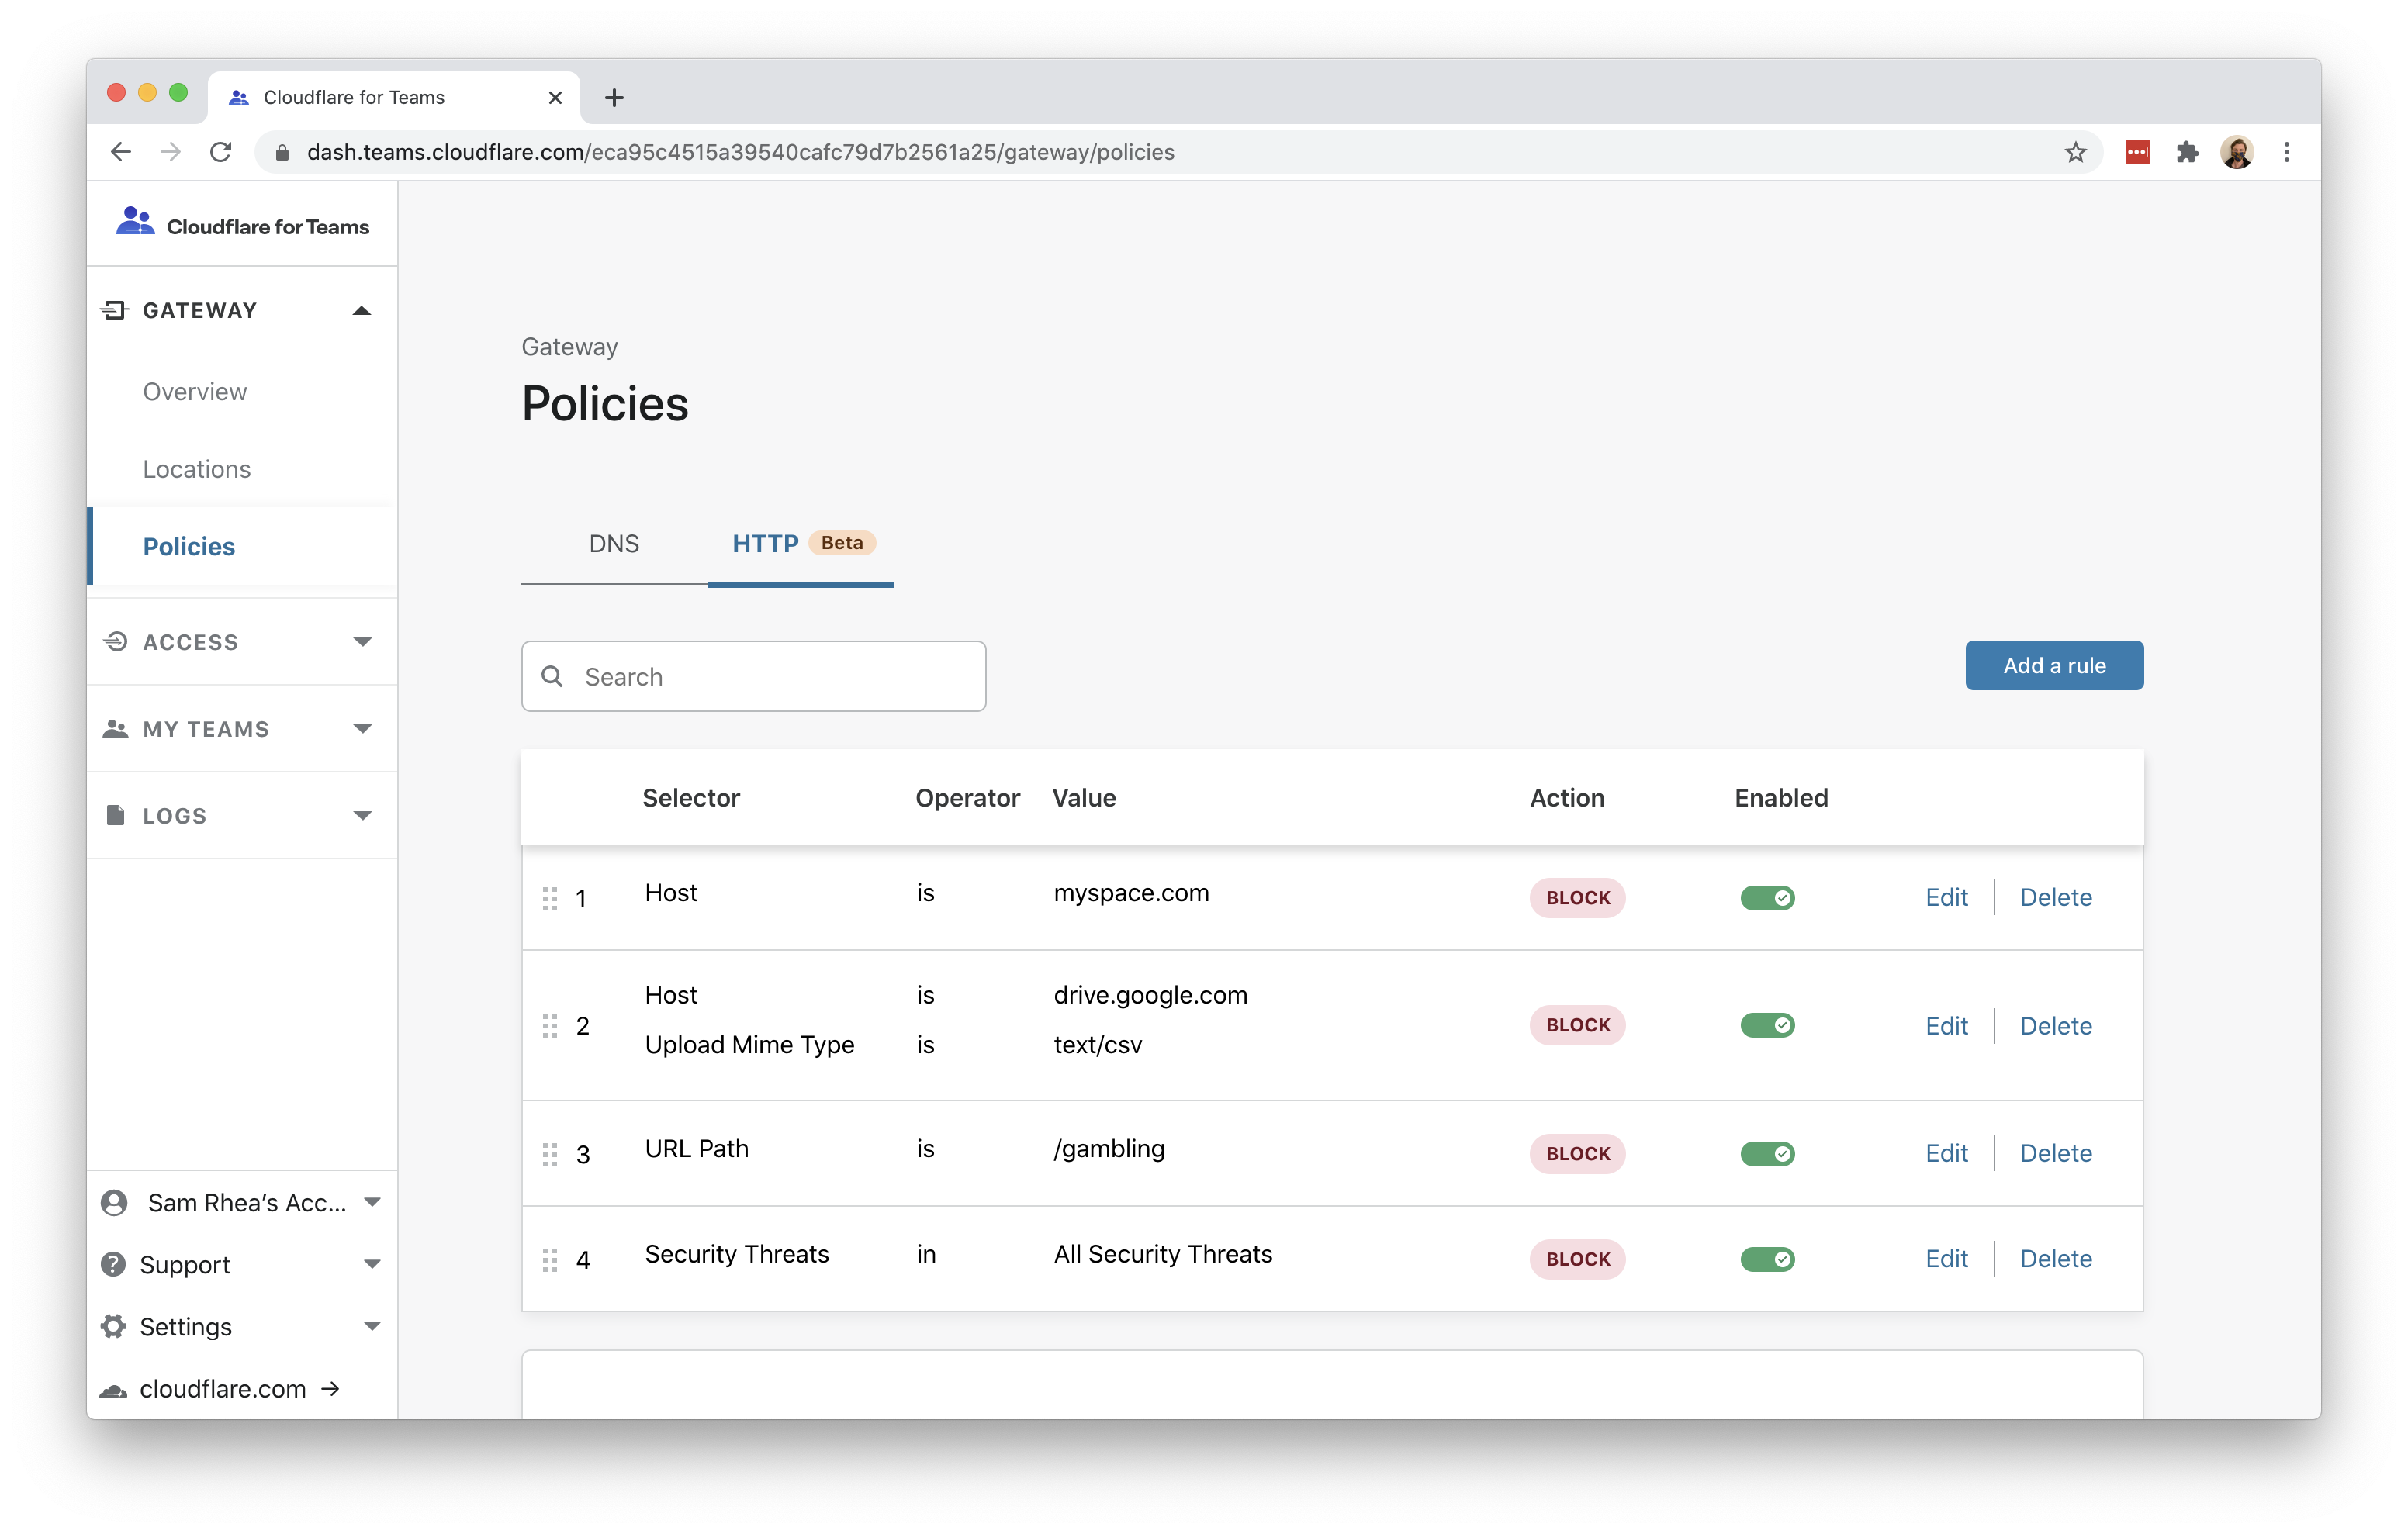 Cloudflare for Teams
dash.teams.cloudflare.com/eca95c4515a39540cafc79d7b2561a25/gateway/policies
Cloudflare for Teams
GATEWAY
Overview
Locations
Policies
ACCESS
MY TEAMS
LOGS
Sam Rhea’s Acc...
Support
Settings
cloudflare.com →
Gateway
Policies
DNS HTTP Beta
Search
Add a rule
Selector Operator Value Action Enabled
1 Host is myspace.com BLOCK Edit Delete
2 Host is drive.google.com BLOCK Edit Delete
Upload Mime Type is text/csv
3 URL Path is /gambling BLOCK Edit Delete
4 Security Threats in All Security Threats BLOCK Edit Delete